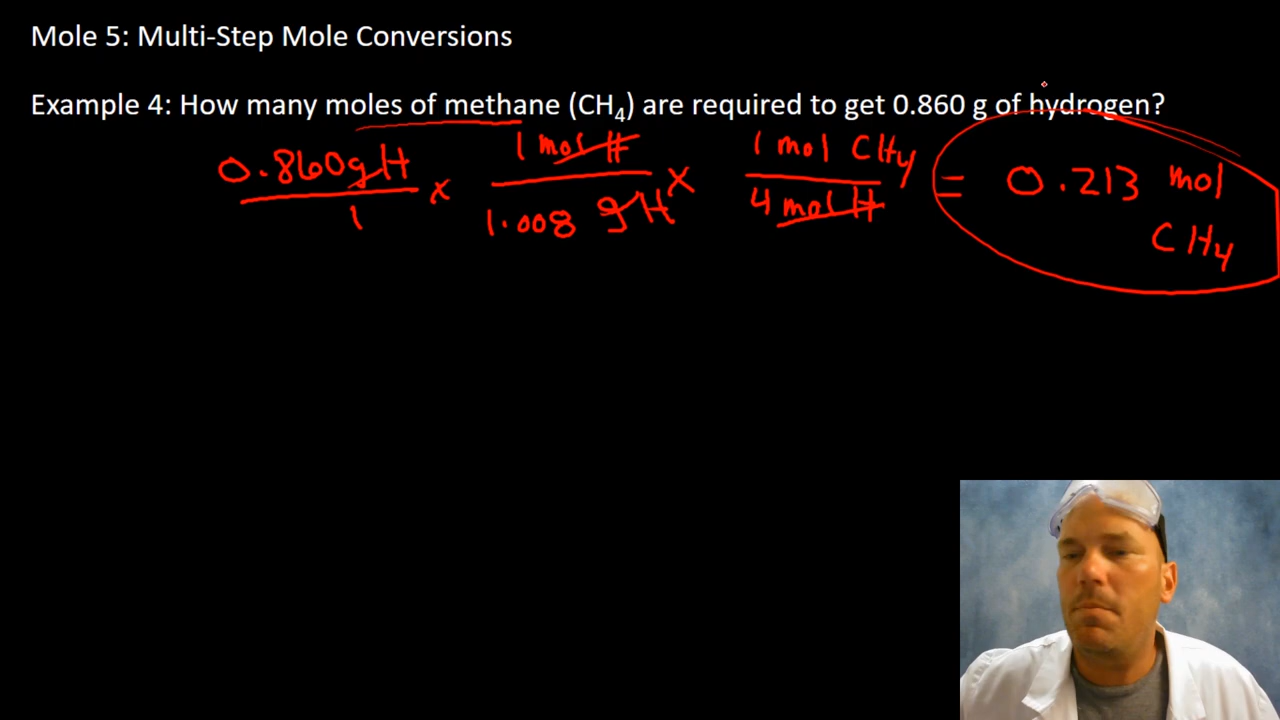 Mole 5: Multi-Step Mole Conversions
Example 4: How many moles of methane (CH₄) are required to get 0.860 g of hydrogen?
0.860g H / 1 x 1 mol H / 1.008 g H x 1 mol CH4 / 4 mol H = 0.213 mol
CH4